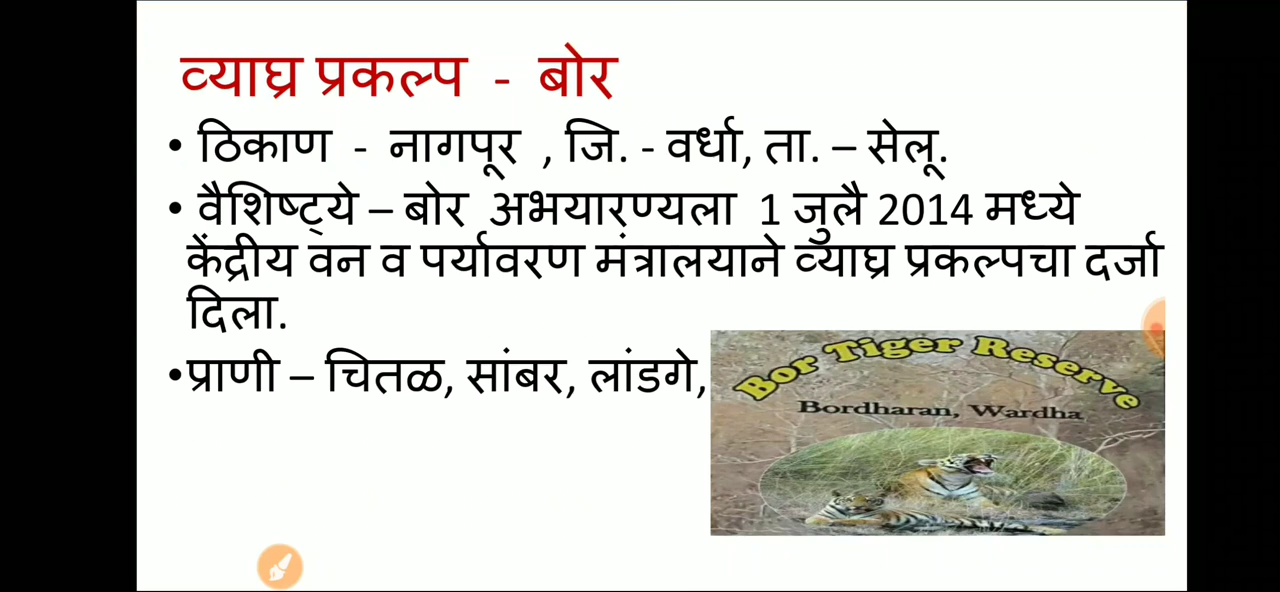 व्याघ्र प्रकल्प - बोर
• ठिकाण - नागपूर , जि. - वर्धा, ता. – सेलू.
• वैशिष्ट्ये – बोर अभयारण्यला 1 जुलै 2014 मध्ये
केंद्रीय वन व पर्यावरण मंत्रालयाने व्याघ्र प्रकल्पचा दर्जा
दिला.
• प्राणी – चितळ, सांबर, लांडगे,
Bor Tiger Reserve
Bordharan, Wardha